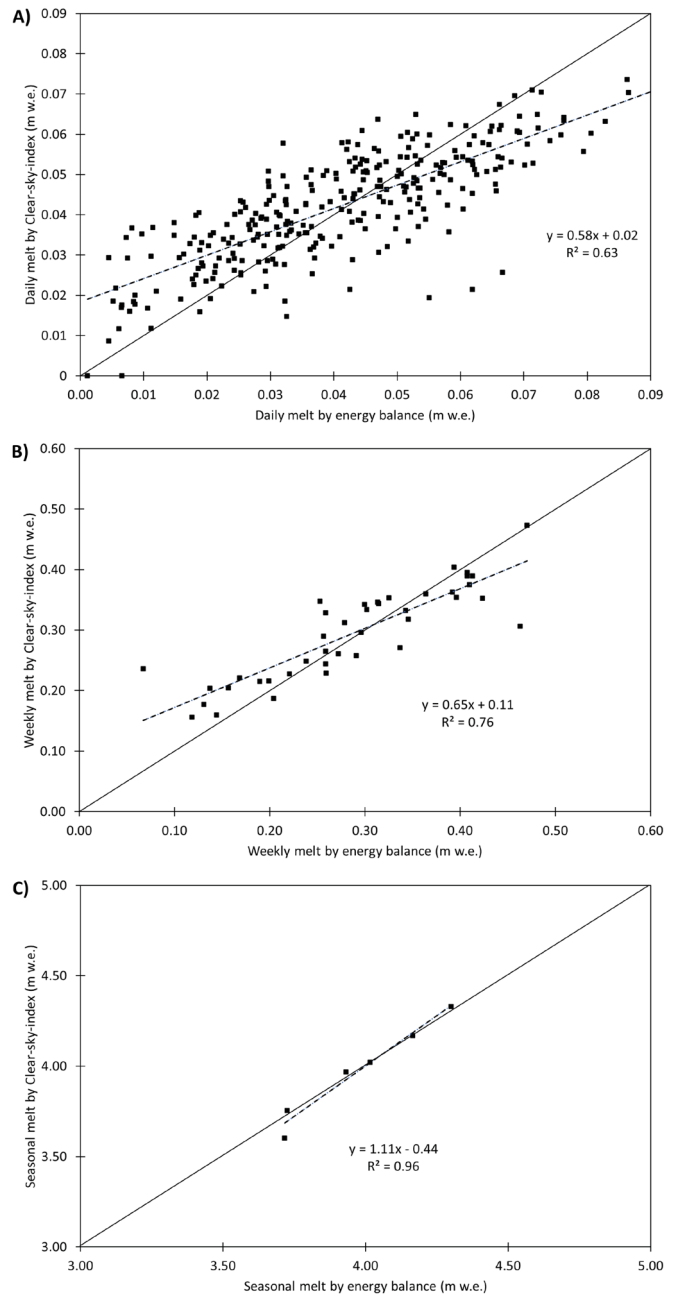 A)
0.09
0.08
0.07
0.06
0.05
0.04
0.03
0.02
0.01
0
Daily melt by Clear-sky-index (m w.e.)
y = 0.58x + 0.02
R² = 0.63
0 0.01 0.02 0.03 0.04 0.05 0.06 0.07 0.08 0.09
Daily melt by energy balance (m w.e.)
B)
0.60
0.50
0.40
0.30
0.20
0.10
0.00
Weekly melt by Clear-sky-index (m w.e.)
y = 0.65x + 0.11
R² = 0.76
0.00 0.10 0.20 0.30 0.40 0.50 0.60
Weekly melt by energy balance (m w.e.)
C)
5.00
4.50
4.00
3.50
3.00
Seasonal melt by Clear-sky-index (m w.e.)
y = 1.11x - 0.44
R² = 0.96
3.00 3.50 4.00 4.50 5.00
Seasonal melt by energy balance (m w.e.)